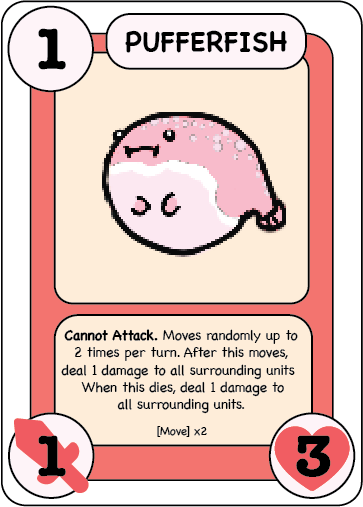 1
PUFFERFISH
Cannot Attack. Moves randomly up to
2 times per turn. After this moves,
deal 1 damage to all surrounding units
When this dies, deal 1 damage to
all surrounding units.
[Move] x2
1
3